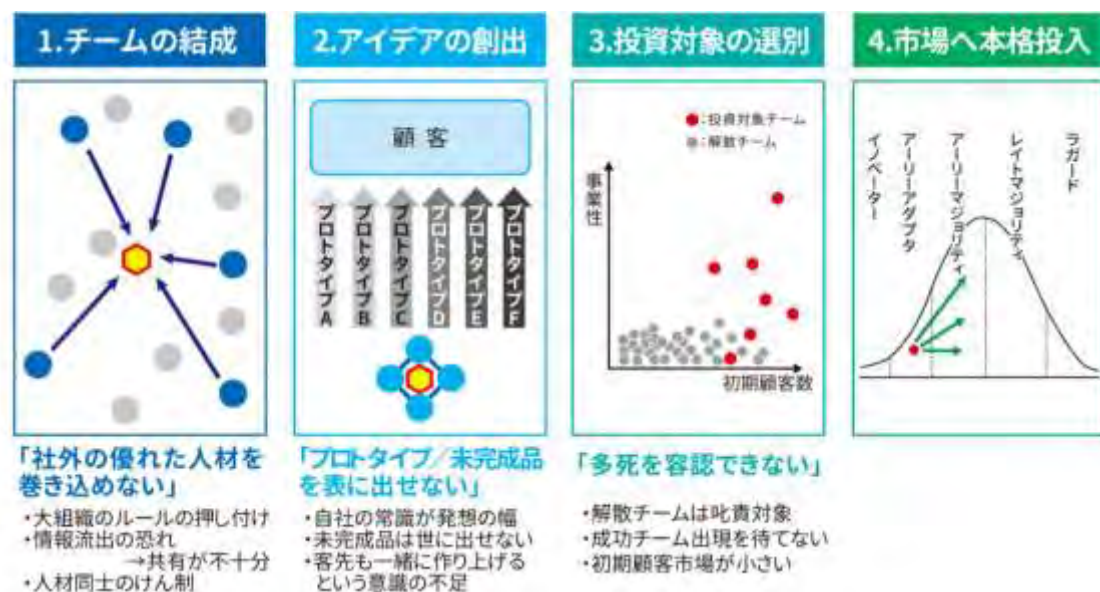 1.チームの結成
2.アイデアの創出
3.投資対象の選別
4.市場へ本格投入
顧客
プロトタイプA
プロトタイプB
プロトタイプC
プロトタイプD
プロトタイプE
プロトタイプF
●:投資対象チーム
●:解散チーム
事業性
初期顧客数
イノベーター
アーリーアダプタ
アーリーマジョリティ
レイトマジョリティ
ラガード
「社外の優れた人材を
巻き込めない」
・大組織のルールの押し付け
・情報流出の恐れ
→共有が不十分
・人材同士のけん制
「プロトタイプ／未完成品
を表に出せない」
・自社の常識が発想の幅
・未完成品は世に出せない
・客先も一緒に作り上げる
という意識の不足
「多死を容認できない」
・解散チームは叱責対象
・成功チーム出現を待てない
・初期顧客市場が小さい